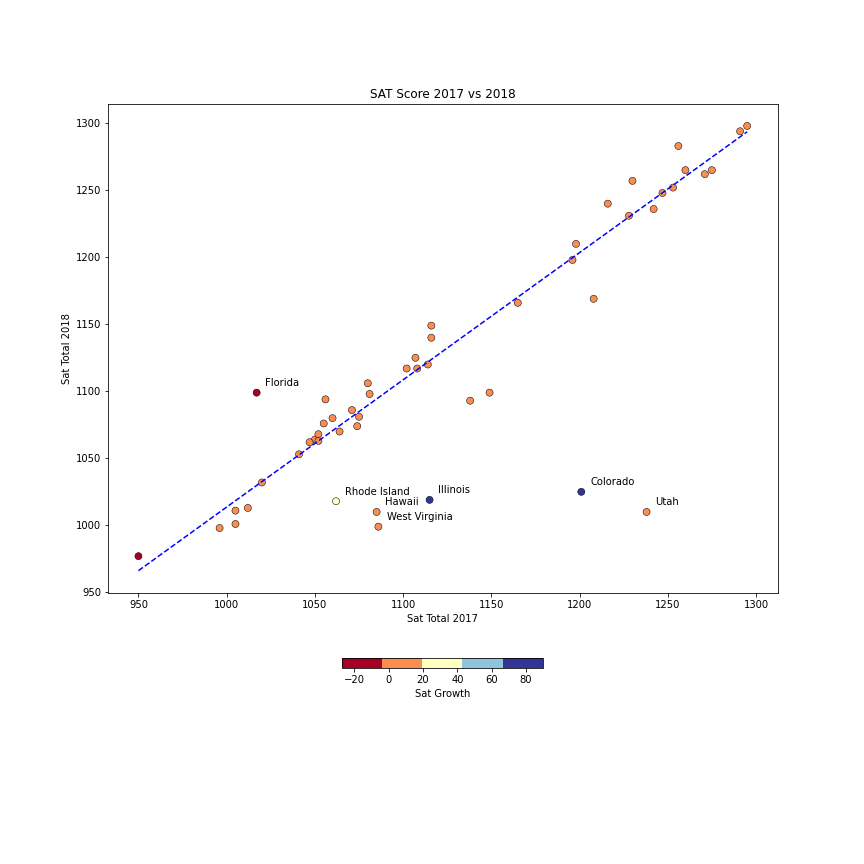 SAT Score 2017 vs 2018
1300
1250
1200
1150
1100
1050
1000
950
Sat Total 2018
Florida
Rhode Island
Hawaii
West Virginia
Illinois
Colorado
Utah
950 1000 1050 1100 1150 1200 1250 1300
Sat Total 2017
−20 0 20 40 60 80
Sat Growth